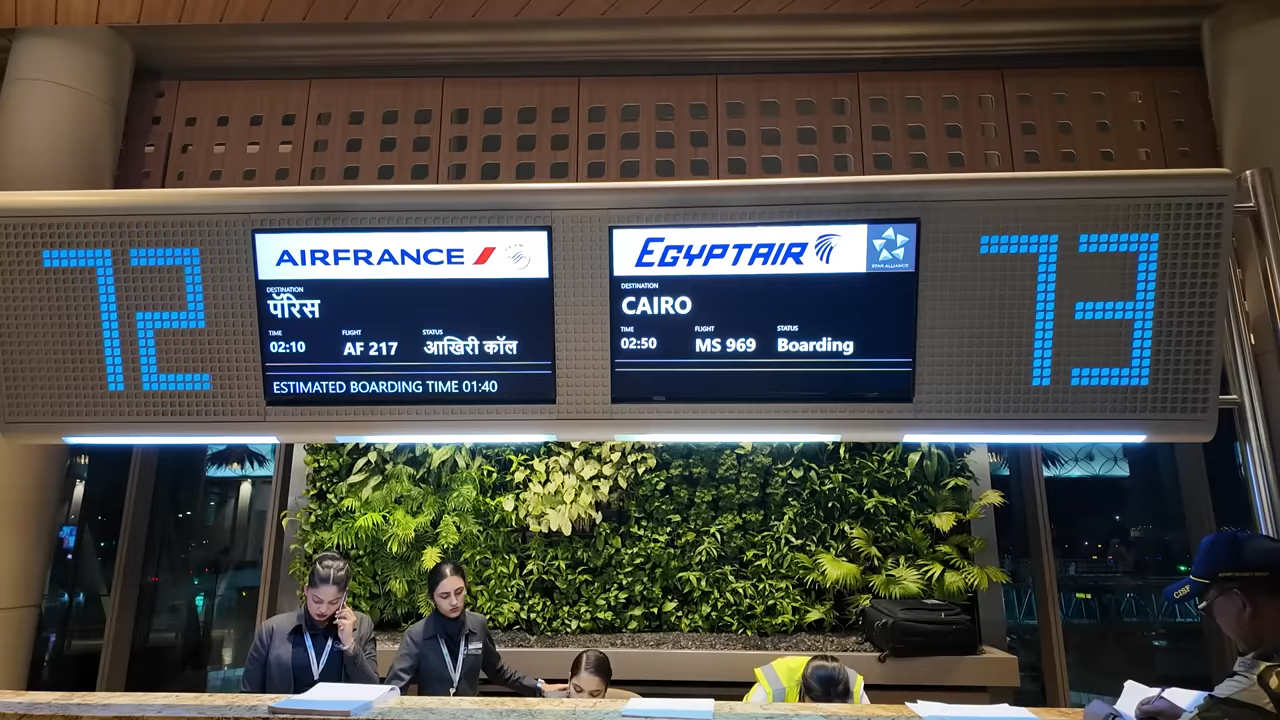 72
AIRFRANCE
DESTINATION
पॅरिस
TIME FLIGHT STATUS
02:10 AF 217 आखिरी कॉल
ESTIMATED BOARDING TIME 01:40
EGYPTAIR
STAR ALLIANCE
DESTINATION
CAIRO
TIME FLIGHT STATUS
02:50 MS 969 Boarding
73
CISF